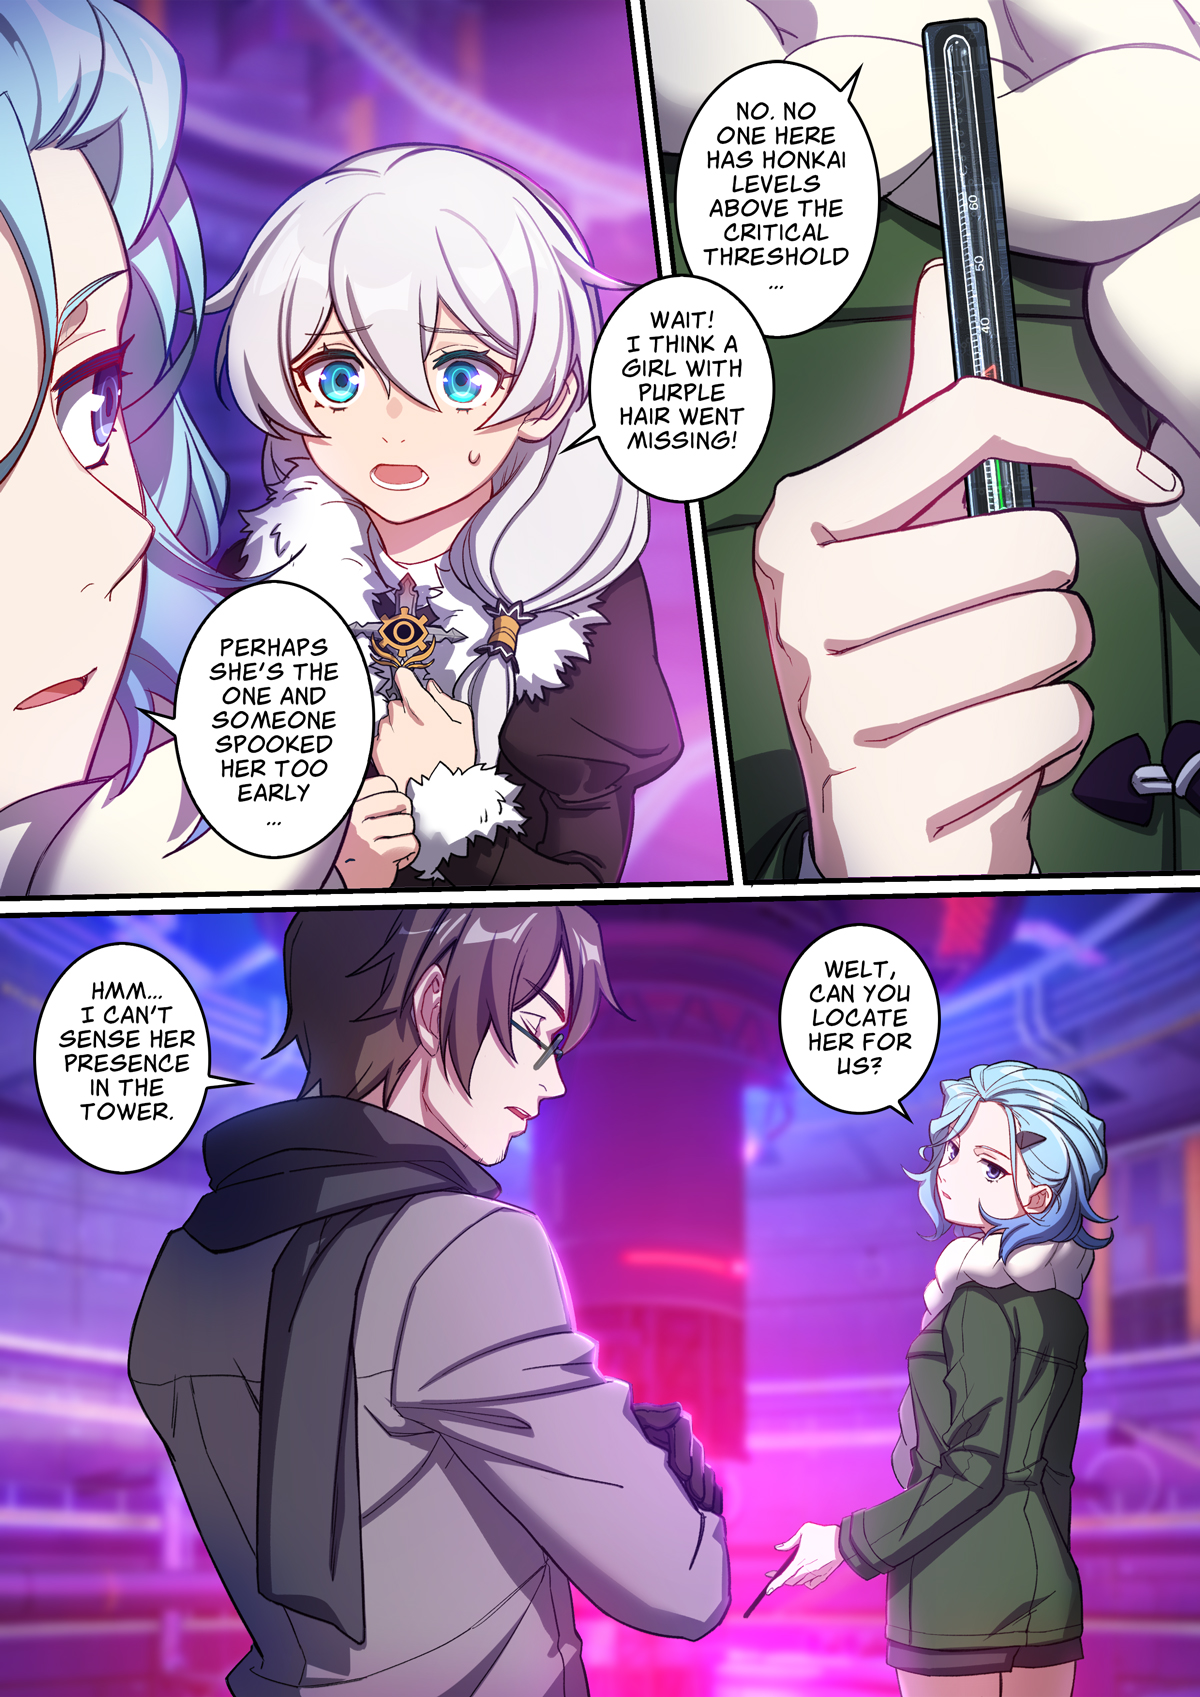 NO. NO
ONE HERE
HAS HONKAI
LEVELS
ABOVE THE
CRITICAL
THRESHOLD
...
WAIT!
I THINK A
GIRL WITH
PURPLE
HAIR WENT
MISSING!
PERHAPS
SHE'S THE
ONE AND
SOMEONE
SPOOKED
HER TOO
EARLY
...
60
50
40
WELT,
CAN YOU
LOCATE
HER FOR
US?
HMM...
I CAN'T
SENSE HER
PRESENCE
IN THE
TOWER.